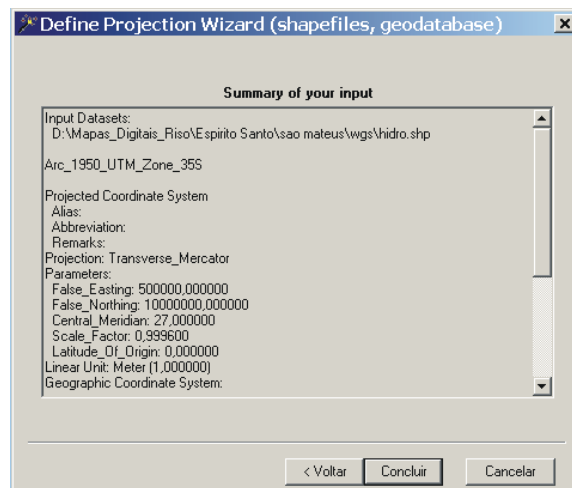 Define Projection Wizard (shapefiles, geodatabase)
Summary of your input
Input Datasets:
D:\Mapas_Digitais_Riso\Espirito Santo\sao mateus\wgs\hidro.shp
Arc_1950_UTM_Zone_35S
Projected Coordinate System
Alias:
Abbreviation:
Remarks:
Projection: Transverse_Mercator
Parameters:
False_Easting: 500000,000000
False_Northing: 10000000,000000
Central_Meridian: 27,000000
Scale_Factor: 0,999600
Latitude_Of_Origin: 0,000000
Linear Unit: Meter (1,000000)
Geographic Coordinate System:
< Voltar Concluir Cancelar